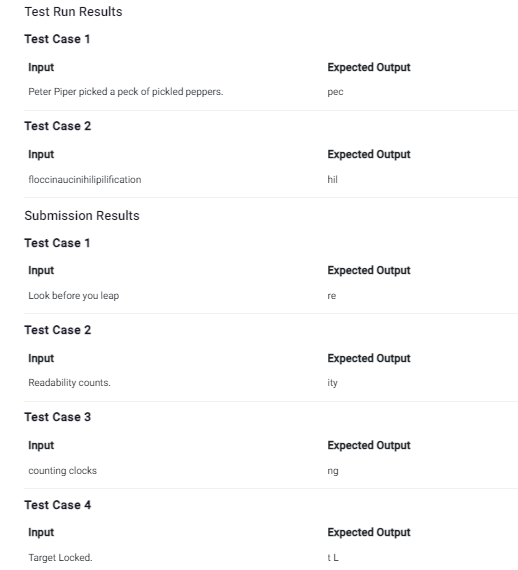 Test Run Results
Test Case 1
Input Expected Output
Peter Piper picked a peck of pickled peppers. pec
Test Case 2
Input Expected Output
floccinaucinihilipilification hil
Submission Results
Test Case 1
Input Expected Output
Look before you leap re
Test Case 2
Input Expected Output
Readability counts. ity
Test Case 3
Input Expected Output
counting clocks ng
Test Case 4
Input Expected Output
Target Locked. t L